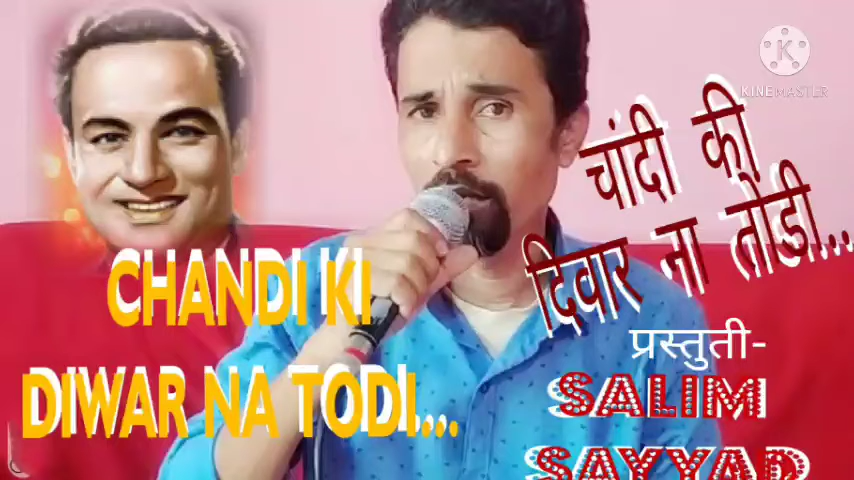 KINEMASTER
चांदी की
दिवार ना तोडी...
CHANDI KI
DIWAR NA TODI...
प्रस्तुती-
SALIM
SAYYAD